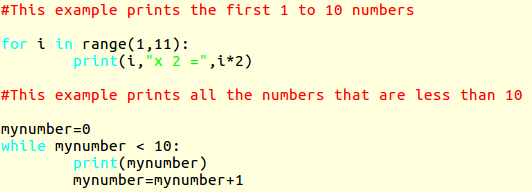 #This example prints the first 1 to 10 numbers
for i in range(1,11):
        print(i,"x 2 =",i*2)
#This example prints all the numbers that are less than 10
mynumber=0
while mynumber < 10:
        print(mynumber)
        mynumber=mynumber+1